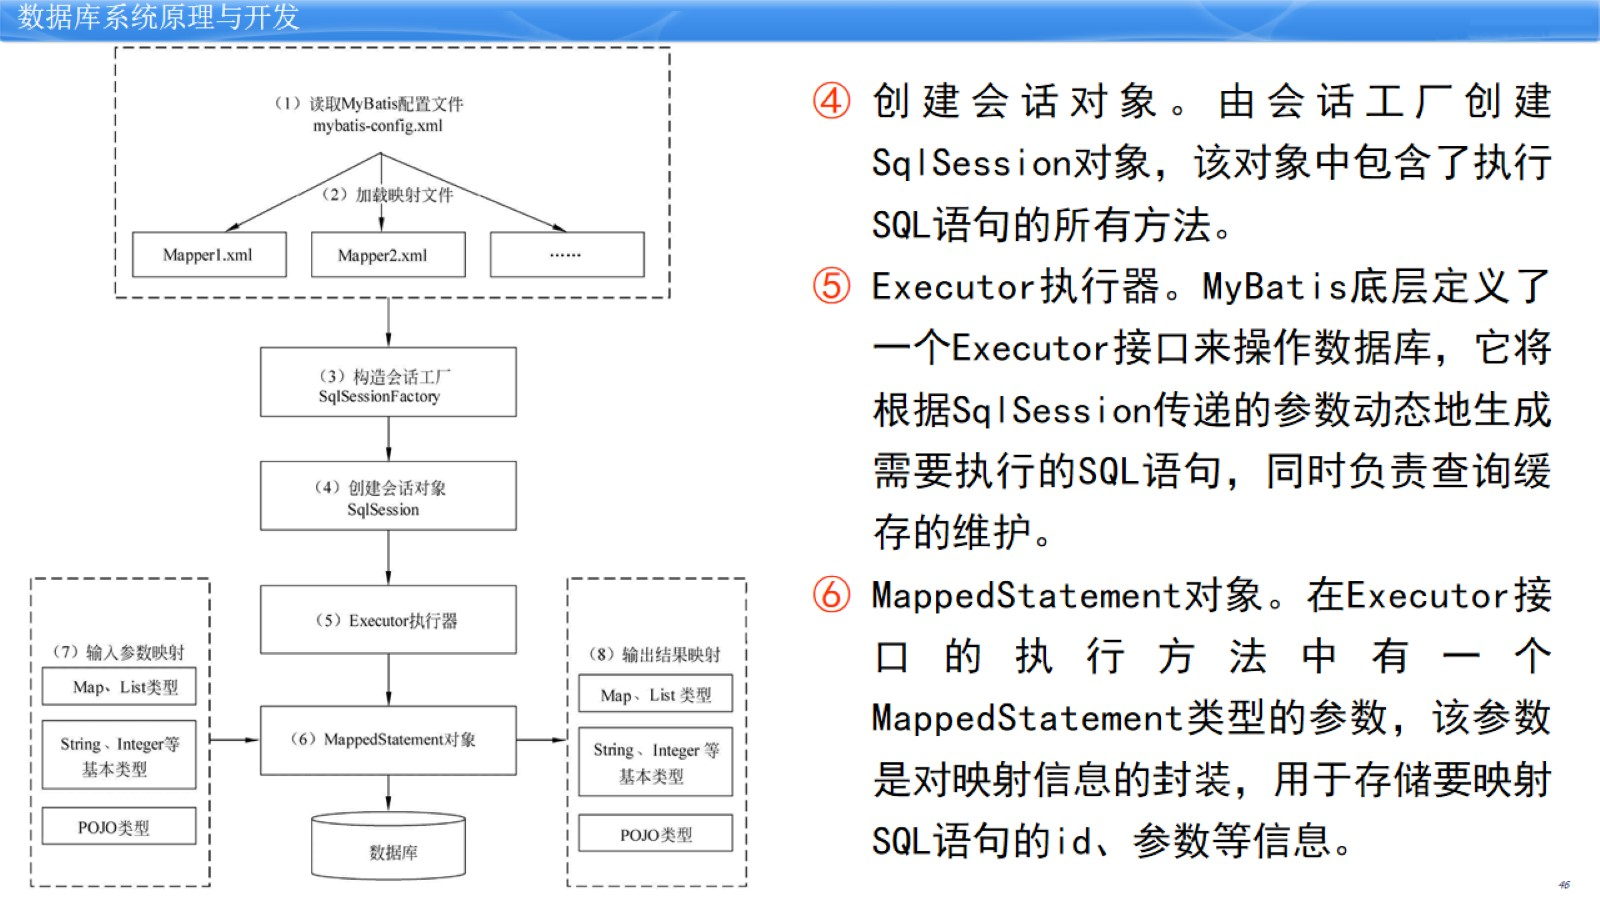 数据库系统原理与开发
（1）读取MyBatis配置文件
mybatis-config.xml
（2）加载映射文件
Mapper1.xml
Mapper2.xml
……
（3）构造会话工厂
SqlSessionFactory
（4）创建会话对象
SqlSession
（5）Executor执行器
（6）MappedStatement对象
数据库
（7）输入参数映射
Map、List类型
String、Integer等
基本类型
POJO类型
（8）输出结果映射
Map、List 类型
String、Integer 等
基本类型
POJO类型
④ 创建会话对象。由会话工厂创建
SqlSession对象，该对象中包含了执行
SQL语句的所有方法。
⑤ Executor执行器。MyBatis底层定义了
一个Executor接口来操作数据库，它将
根据SqlSession传递的参数动态地生成
需要执行的SQL语句，同时负责查询缓
存的维护。
⑥ MappedStatement对象。在Executor接
口的执行方法中有一个
MappedStatement类型的参数，该参数
是对映射信息的封装，用于存储要映射
SQL语句的id、参数等信息。
46